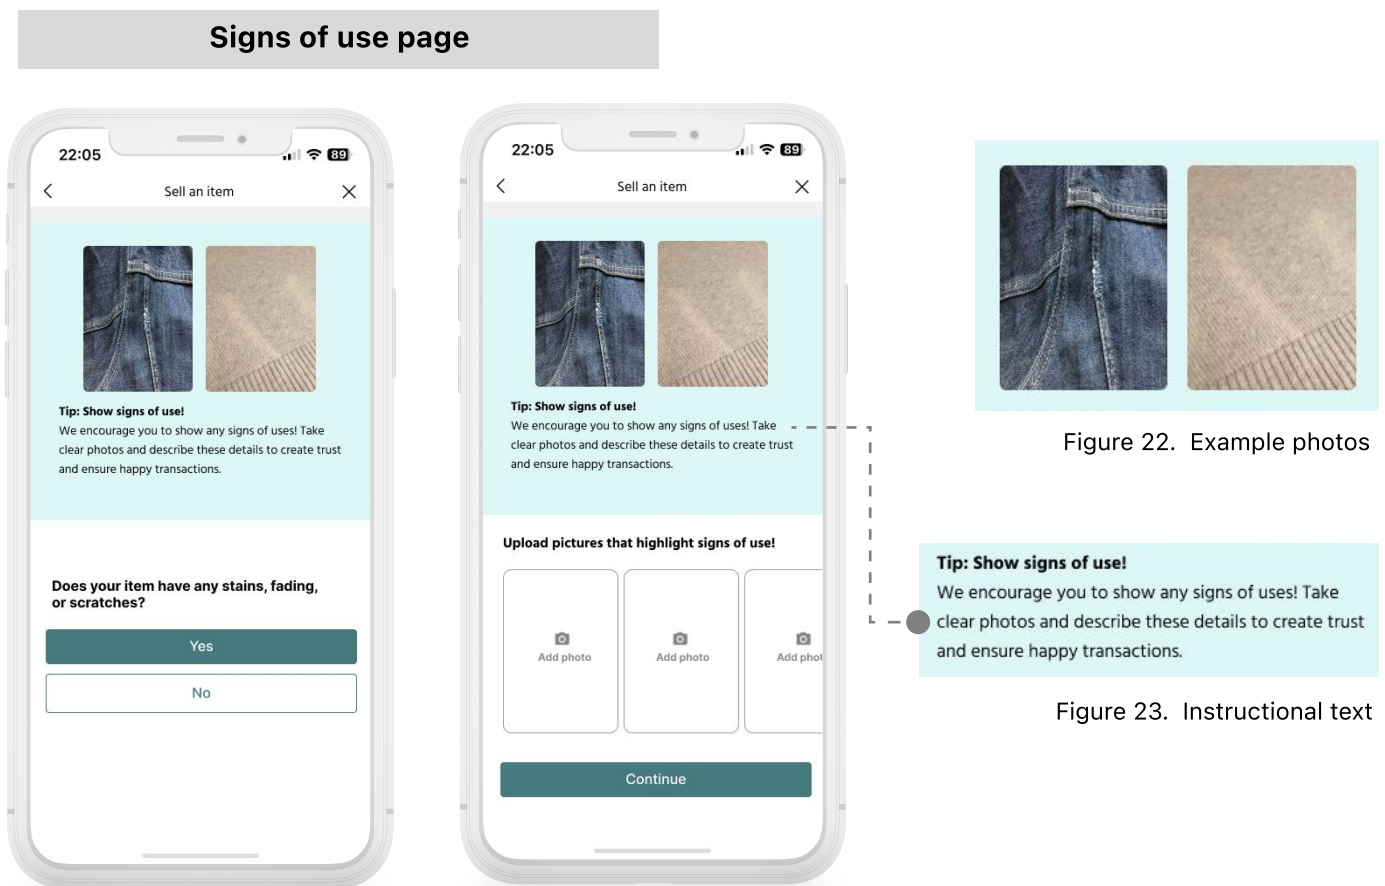 Signs of use page
22:05
89
Sell an item
Tip: Show signs of use!
We encourage you to show any signs of uses! Take
clear photos and describe these details to create trust
and ensure happy transactions.
Does your item have any stains, fading,
or scratches?
Yes
No
22:05
89
Sell an item
Tip: Show signs of use!
We encourage you to show any signs of uses! Take
clear photos and describe these details to create trust
and ensure happy transactions.
Upload pictures that highlight signs of use!
Add photo
Add photo
Add phot
Continue
Figure 22. Example photos
Tip: Show signs of use!
We encourage you to show any signs of uses! Take
clear photos and describe these details to create trust
and ensure happy transactions.
Figure 23. Instructional text